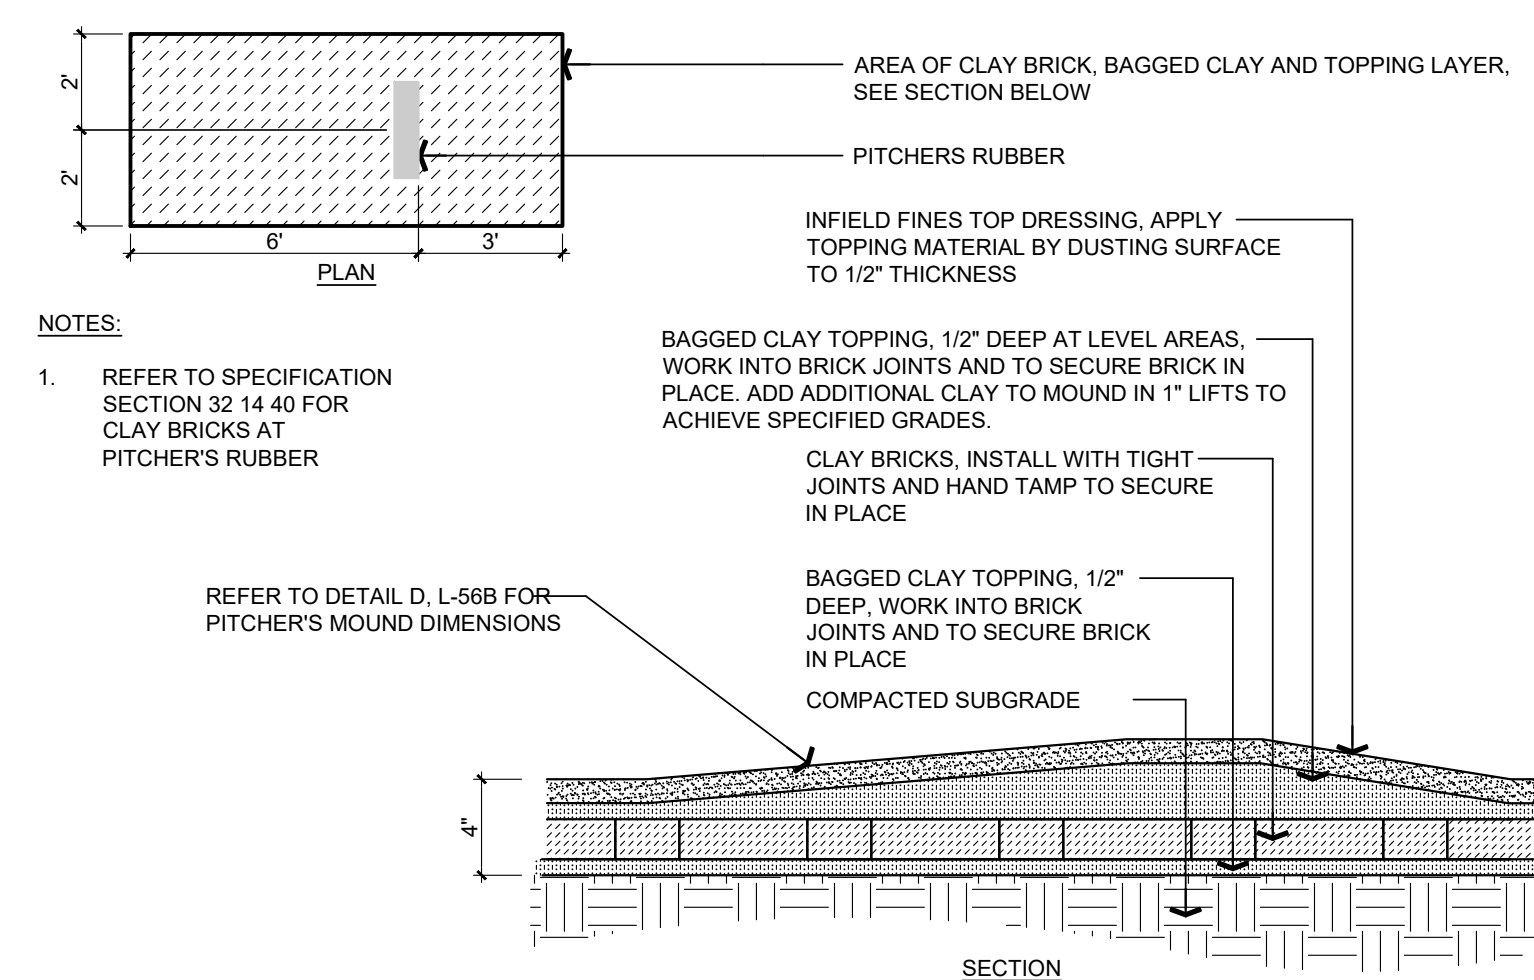 2'
2'
6'
3'
PLAN
AREA OF CLAY BRICK, BAGGED CLAY AND TOPPING LAYER,
SEE SECTION BELOW
PITCHERS RUBBER
INFIELD FINES TOP DRESSING, APPLY
TOPPING MATERIAL BY DUSTING SURFACE
TO 1/2" THICKNESS
NOTES:
1. REFER TO SPECIFICATION
SECTION 32 14 40 FOR
CLAY BRICKS AT
PITCHER'S RUBBER
BAGGED CLAY TOPPING, 1/2" DEEP AT LEVEL AREAS,
WORK INTO BRICK JOINTS AND TO SECURE BRICK IN
PLACE. ADD ADDITIONAL CLAY TO MOUND IN 1" LIFTS TO
ACHIEVE SPECIFIED GRADES.
CLAY BRICKS, INSTALL WITH TIGHT
JOINTS AND HAND TAMP TO SECURE
IN PLACE
BAGGED CLAY TOPPING, 1/2"
DEEP, WORK INTO BRICK
JOINTS AND TO SECURE BRICK
IN PLACE
REFER TO DETAIL D, L-56B FOR
PITCHER'S MOUND DIMENSIONS
COMPACTED SUBGRADE
4"
SECTION